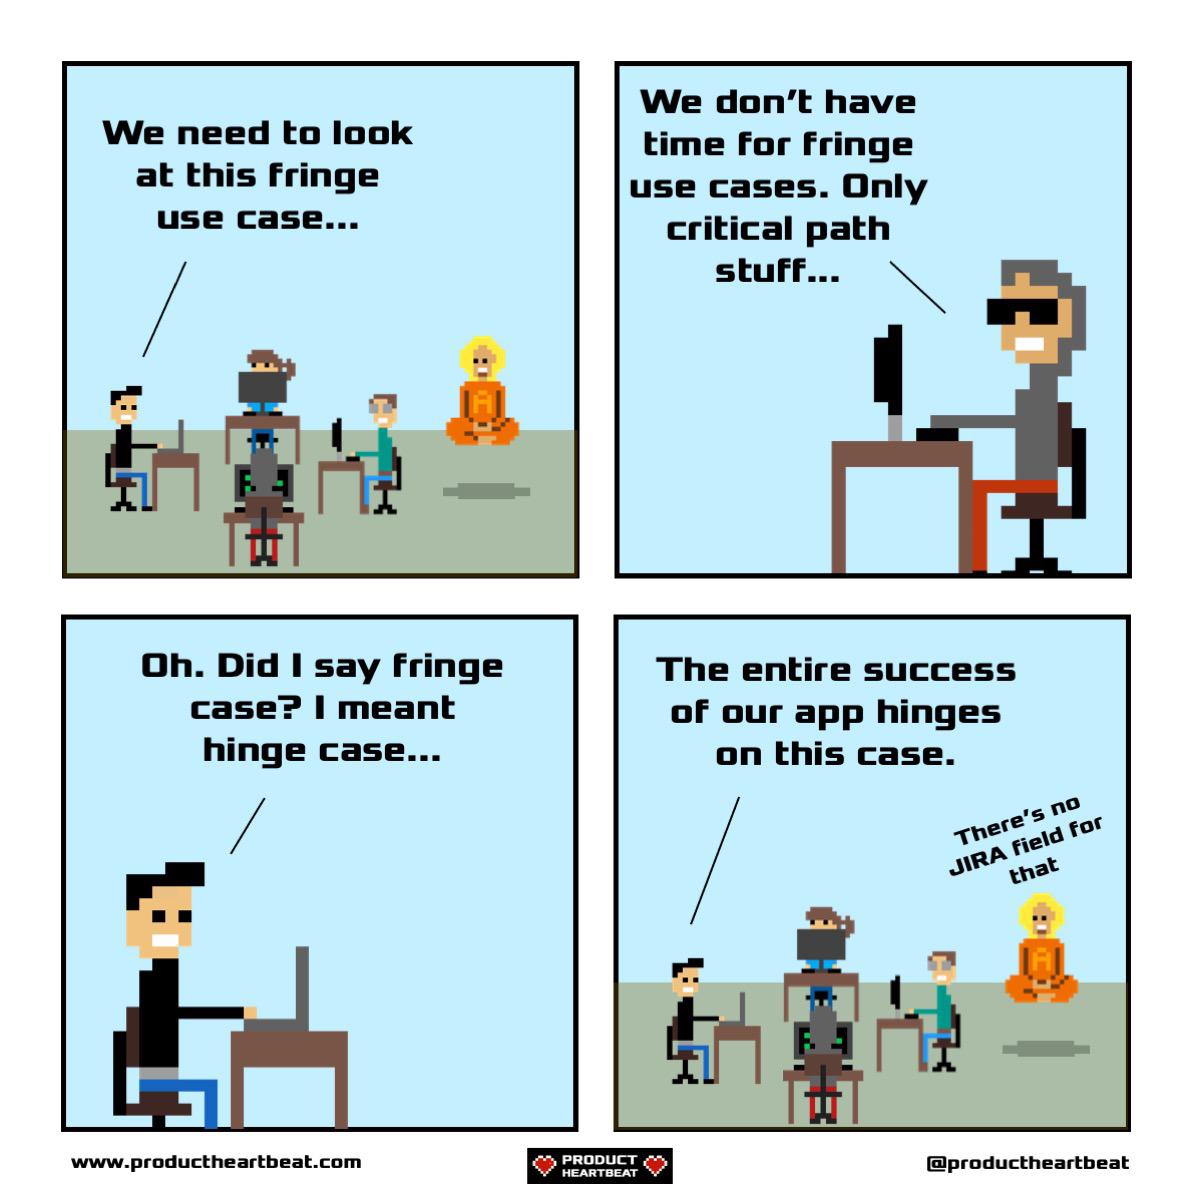 We need to look
at this fringe
use case...
We don't have
time for fringe
use cases. Only
critical path
stuff...
Oh. Did I say fringe
case? I meant
hinge case...
The entire success
of our app hinges
on this case.
There's no
JIRA field for
that
www.productheartbeat.com
PRODUCT
HEARTBEAT
@productheartbeat